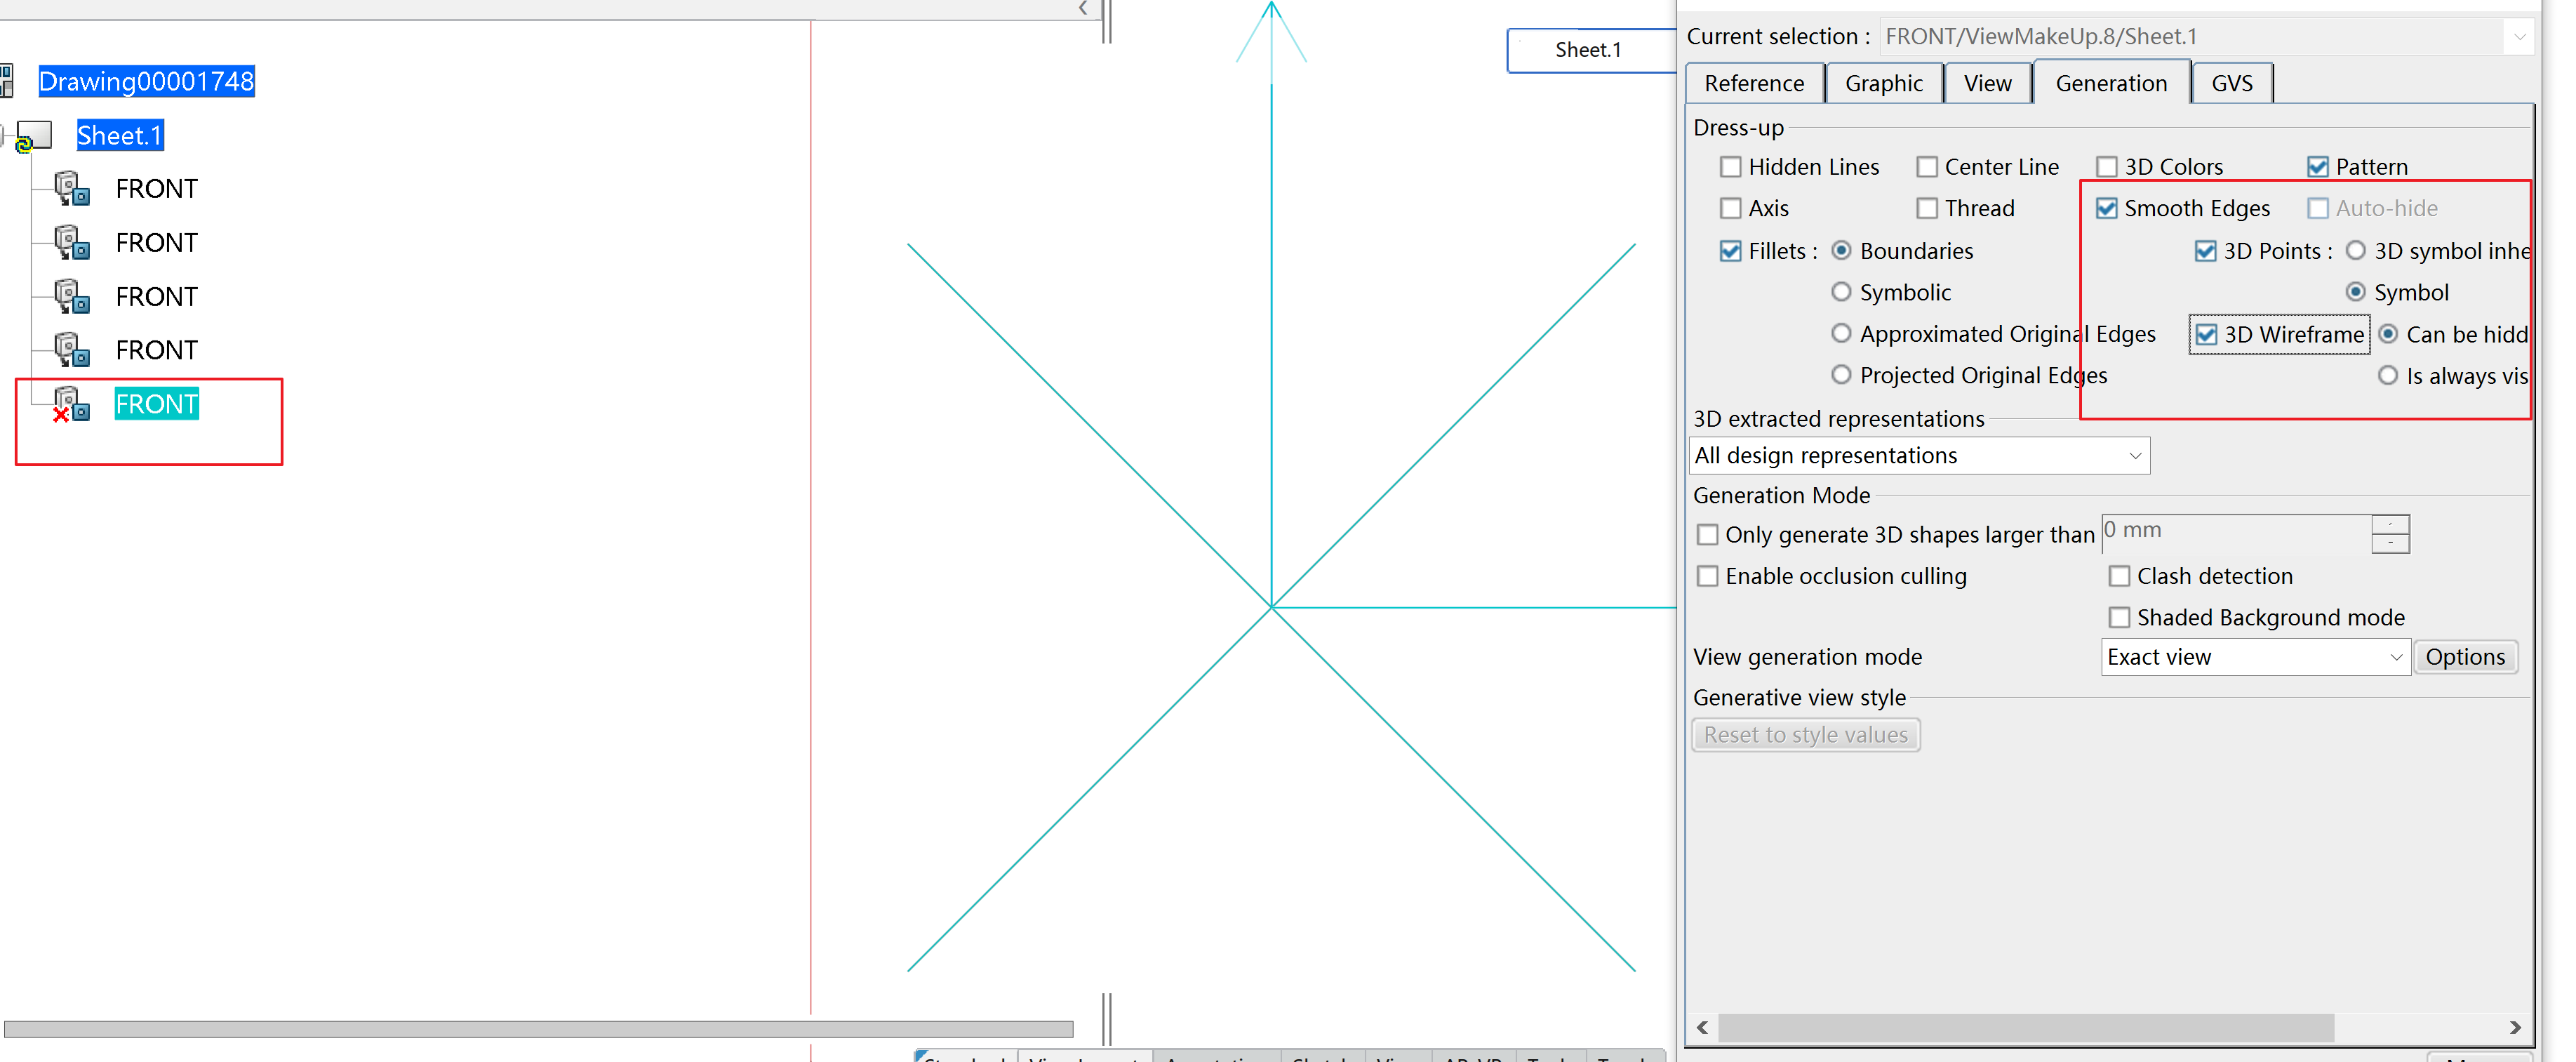 Drawing00001748
Sheet.1
FRONT
FRONT
FRONT
FRONT
FRONT
Sheet.1
Current selection : FRONT/ViewMakeUp.8/Sheet.1
Reference Graphic View Generation GVS
Dress-up
Hidden Lines Center Line 3D Colors Pattern
Axis Thread Smooth Edges Auto-hide
Fillets : Boundaries 3D Points : 3D symbol inhe
Symbolic Symbol
Approximated Original Edges 3D Wireframe Can be hidd
Projected Original Edges Is always vis
3D extracted representations
All design representations
Generation Mode
Only generate 3D shapes larger than 0 mm
Enable occlusion culling Clash detection
Shaded Background mode
View generation mode Exact view Options
Generative view style
Reset to style values